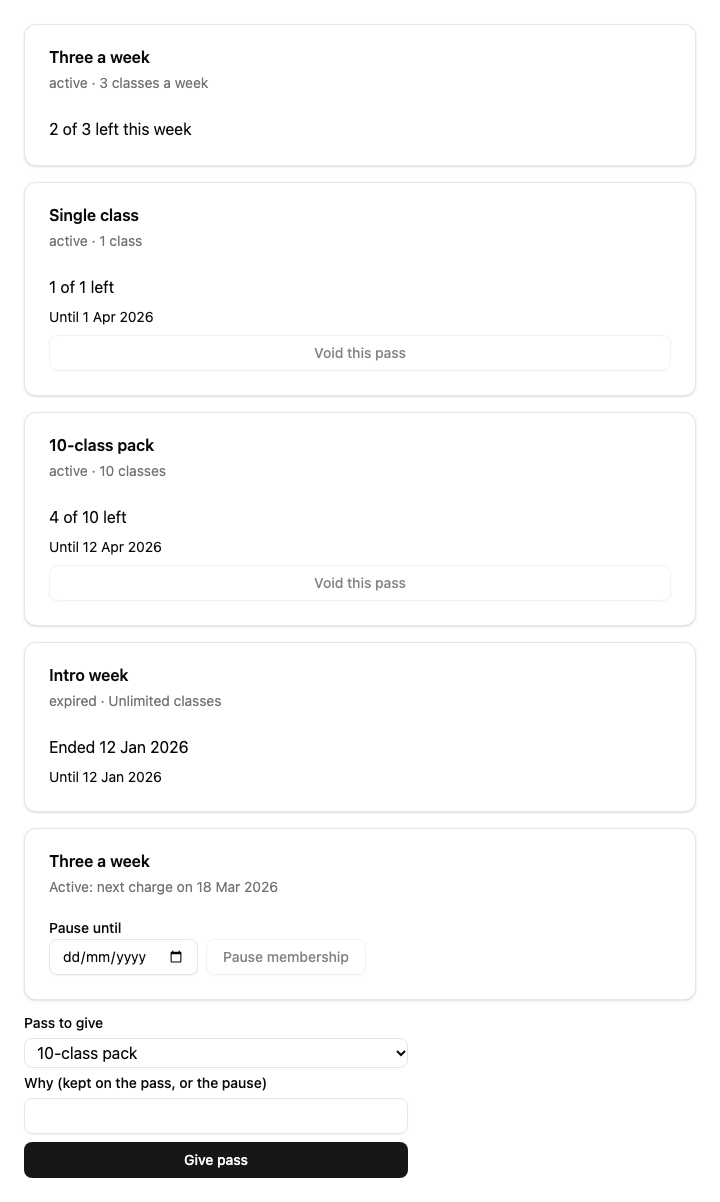 Three a week
active · 3 classes a week
2 of 3 left this week
Single class
active · 1 class
1 of 1 left
Until 1 Apr 2026
Void this pass
10-class pack
active · 10 classes
4 of 10 left
Until 12 Apr 2026
Void this pass
Intro week
expired · Unlimited classes
Ended 12 Jan 2026
Until 12 Jan 2026
Three a week
Active: next charge on 18 Mar 2026
Pause until
dd/mm/yyyy Pause membership
Pass to give
10-class pack
Why (kept on the pass, or the pause)
Give pass